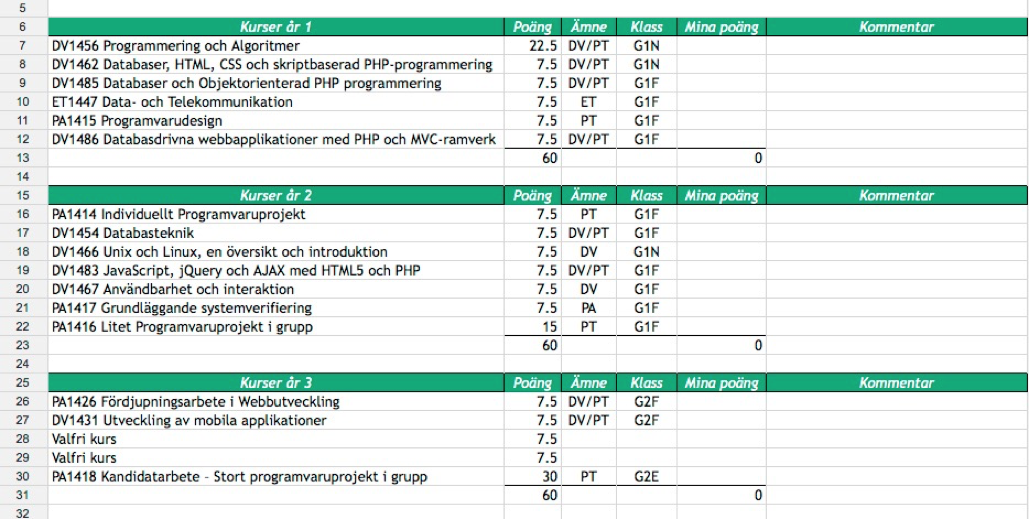 5
6 Kurser år 1 Poäng Ämne Klass Mina poäng Kommentar
7 DV1456 Programmering och Algoritmer 22.5 DV/PT G1N
8 DV1462 Databaser, HTML, CSS och skriptbaserad PHP-programmering 7.5 DV/PT G1N
9 DV1485 Databaser och Objektorienterad PHP programmering 7.5 DV/PT G1F
10 ET1447 Data- och Telekommunikation 7.5 ET G1F
11 PA1415 Programvarudesign 7.5 PT G1F
12 DV1486 Databasdrivna webbapplikationer med PHP och MVC-ramverk 7.5 DV/PT G1F
13 60 0
14
15 Kurser år 2 Poäng Ämne Klass Mina poäng Kommentar
16 PA1414 Individuellt Programvaruprojekt 7.5 PT G1F
17 DV1454 Databasteknik 7.5 DV/PT G1F
18 DV1466 Unix och Linux, en översikt och introduktion 7.5 DV G1N
19 DV1483 JavaScript, jQuery och AJAX med HTML5 och PHP 7.5 DV/PT G1F
20 DV1467 Användbarhet och interaktion 7.5 DV G1F
21 PA1417 Grundläggande systemverifiering 7.5 PA G1F
22 PA1416 Litet Programvaruprojekt i grupp 15 PT G1F
23 60 0
24
25 Kurser år 3 Poäng Ämne Klass Mina poäng Kommentar
26 PA1426 Fördjupningsarbete i Webbutveckling 7.5 DV/PT G2F
27 DV1431 Utveckling av mobila applikationer 7.5 DV/PT G2F
28 Valfri kurs 7.5
29 Valfri kurs 7.5
30 PA1418 Kandidatarbete - Stort programvaruprojekt i grupp 30 PT G2E
31 60 0
32